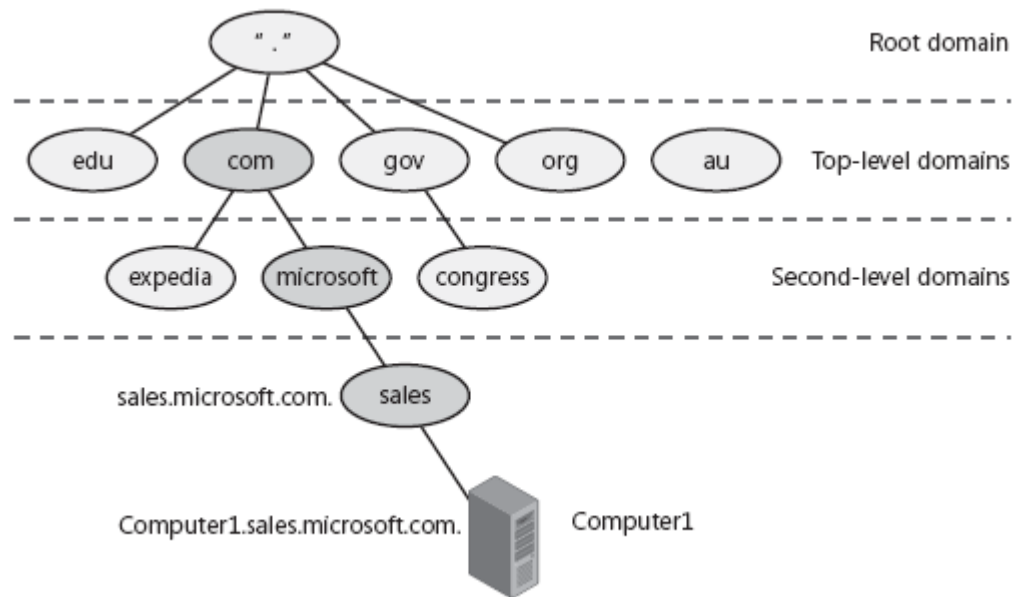 " . "
Root domain
edu
com
gov
org
au
Top-level domains
expedia
microsoft
congress
Second-level domains
sales.microsoft.com.
sales
Computer1.sales.microsoft.com.
Computer1